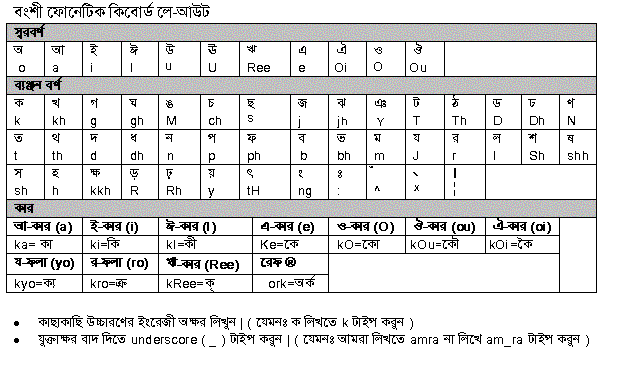 বংশী ফোনেটিক কিবোর্ড লে-আউট
স্বরবর্ণ
অ আ ই ঈ উ ঊ ঋ এ ঐ ও ঔ
o a i I u U Ree e Oi O Ou
ব্যঞ্জন বর্ণ
ক খ গ ঘ ঙ চ ছ জ ঝ ঞ ট ঠ ড ঢ ণ
k kh g gh M ch s j jh Y T Th D Dh N
ত থ দ ধ ন প ফ ব ভ ম য র ল শ ষ
t th d dh n p ph b bh m J r l Sh shh
স হ ক্ষ ড় ঢ় য় ৎ ং ঃ ঁ ্ ।
sh h kkh R Rh y tH ng : ^ x ¦
কার
আ-কার (a) ই-কার (i) ঈ-কার (I) এ-কার (e) ও-কার (O) ঔ-কার (ou) ঐ-কার (oi)
ka= কা ki=কি kI=কী Ke=কে kO=কো kOu=কৌ kOi=কৈ
য-ফলা (yo) র-ফলা (ro) ঋ-কার (Ree) রেফ ®
kyo=ক্য kro=ক্র kRee=কৃ ork=অর্ক
• কাছাকাছি উচ্চারণের ইংরেজী অক্ষর লিখুন | ( যেমনঃ ক লিখতে k টাইপ করুন )
• যুক্তাক্ষর বাদ দিতে underscore ( _ ) টাইপ করুন | ( যেমনঃ আমরা লিখতে amra না লিখে am_ra টাইপ করুন )